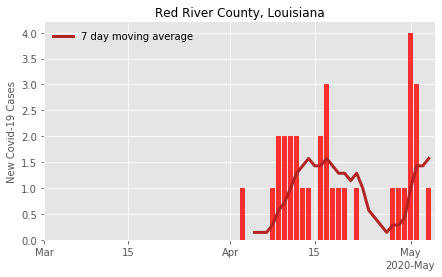 Red River County, Louisiana
7 day moving average
New Covid-19 Cases
4.0
3.5
3.0
2.5
2.0
1.5
1.0
0.5
0.0
Mar
15
Apr
15
May
2020-May